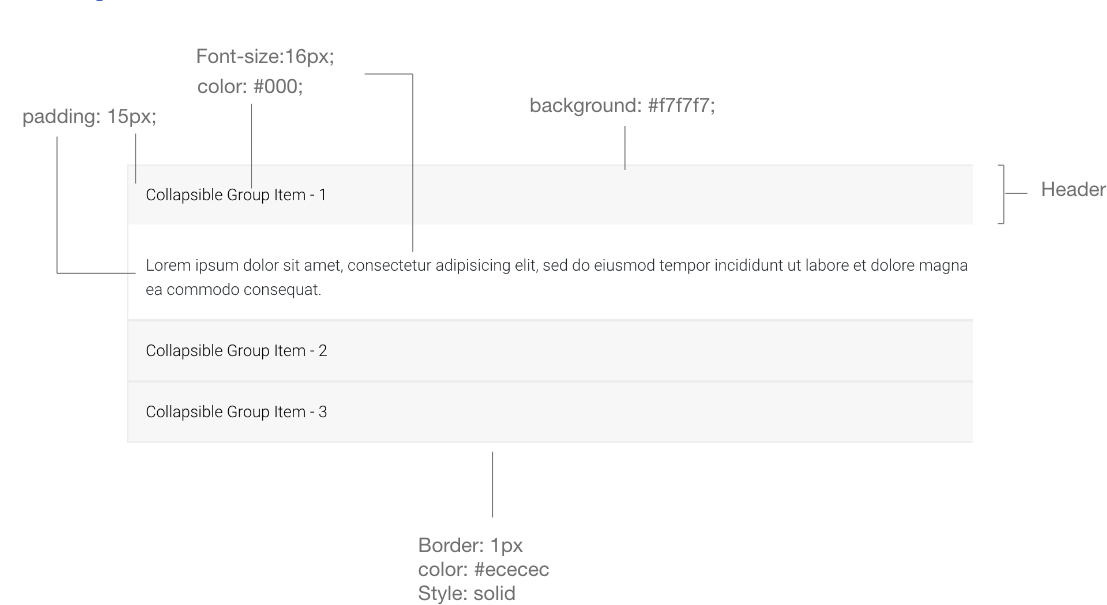 Font-size:16px;
color: #000;
padding: 15px;
background: #f7f7f7;
Collapsible Group Item - 1
Header
Lorem ipsum dolor sit amet, consectetur adipisicing elit, sed do eiusmod tempor incididunt ut labore et dolore magna
ea commodo consequat.
Collapsible Group Item - 2
Collapsible Group Item - 3
Border: 1px
color: #ececec
Style: solid